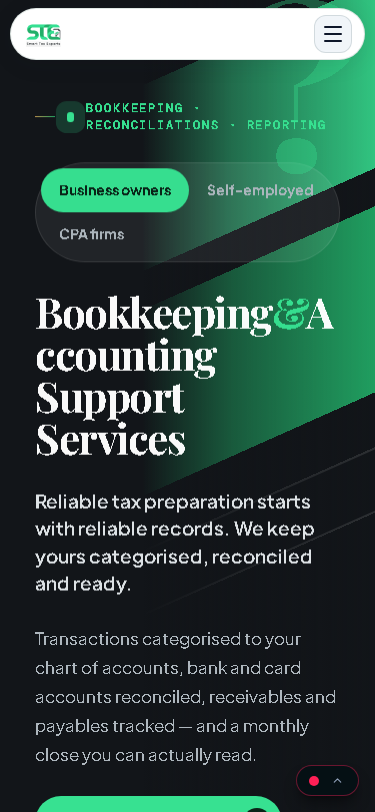 STE
Smart Tax Experts
BOOKKEEPING ·
RECONCILIATIONS · REPORTING
Business owners
Self-employed
CPA firms
Bookkeeping&A
ccounting
Support
Services
Reliable tax preparation starts
with reliable records. We keep
yours categorised, reconciled
and ready.
Transactions categorised to your
chart of accounts, bank and card
accounts reconciled, receivables and
payables tracked — and a monthly
close you can actually read.